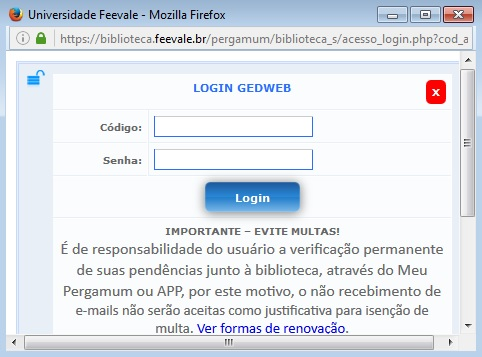 Universidade Feevale - Mozilla Firefox
https://biblioteca.feevale.br/pergamum/biblioteca_s/acesso_login.php?cod_a
LOGIN GEDWEB
x
Código:
Senha:
Login
IMPORTANTE – EVITE MULTAS!
É de responsabilidade do usuário a verificação permanente
de suas pendências junto à biblioteca, através do Meu
Pergamum ou APP, por este motivo, o não recebimento de
e-mails não serão aceitas como justificativa para isenção de
multa. Ver formas de renovação.